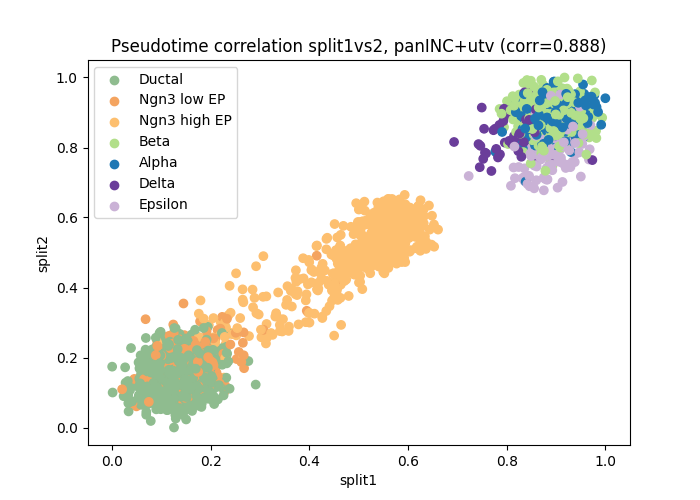 Pseudotime correlation split1vs2, panINC+utv (corr=0.888)
Ductal
Ngn3 low EP
Ngn3 high EP
Beta
Alpha
Delta
Epsilon
1.0
0.8
0.6
0.4
0.2
0.0
split2
0.0 0.2 0.4 0.6 0.8 1.0
split1